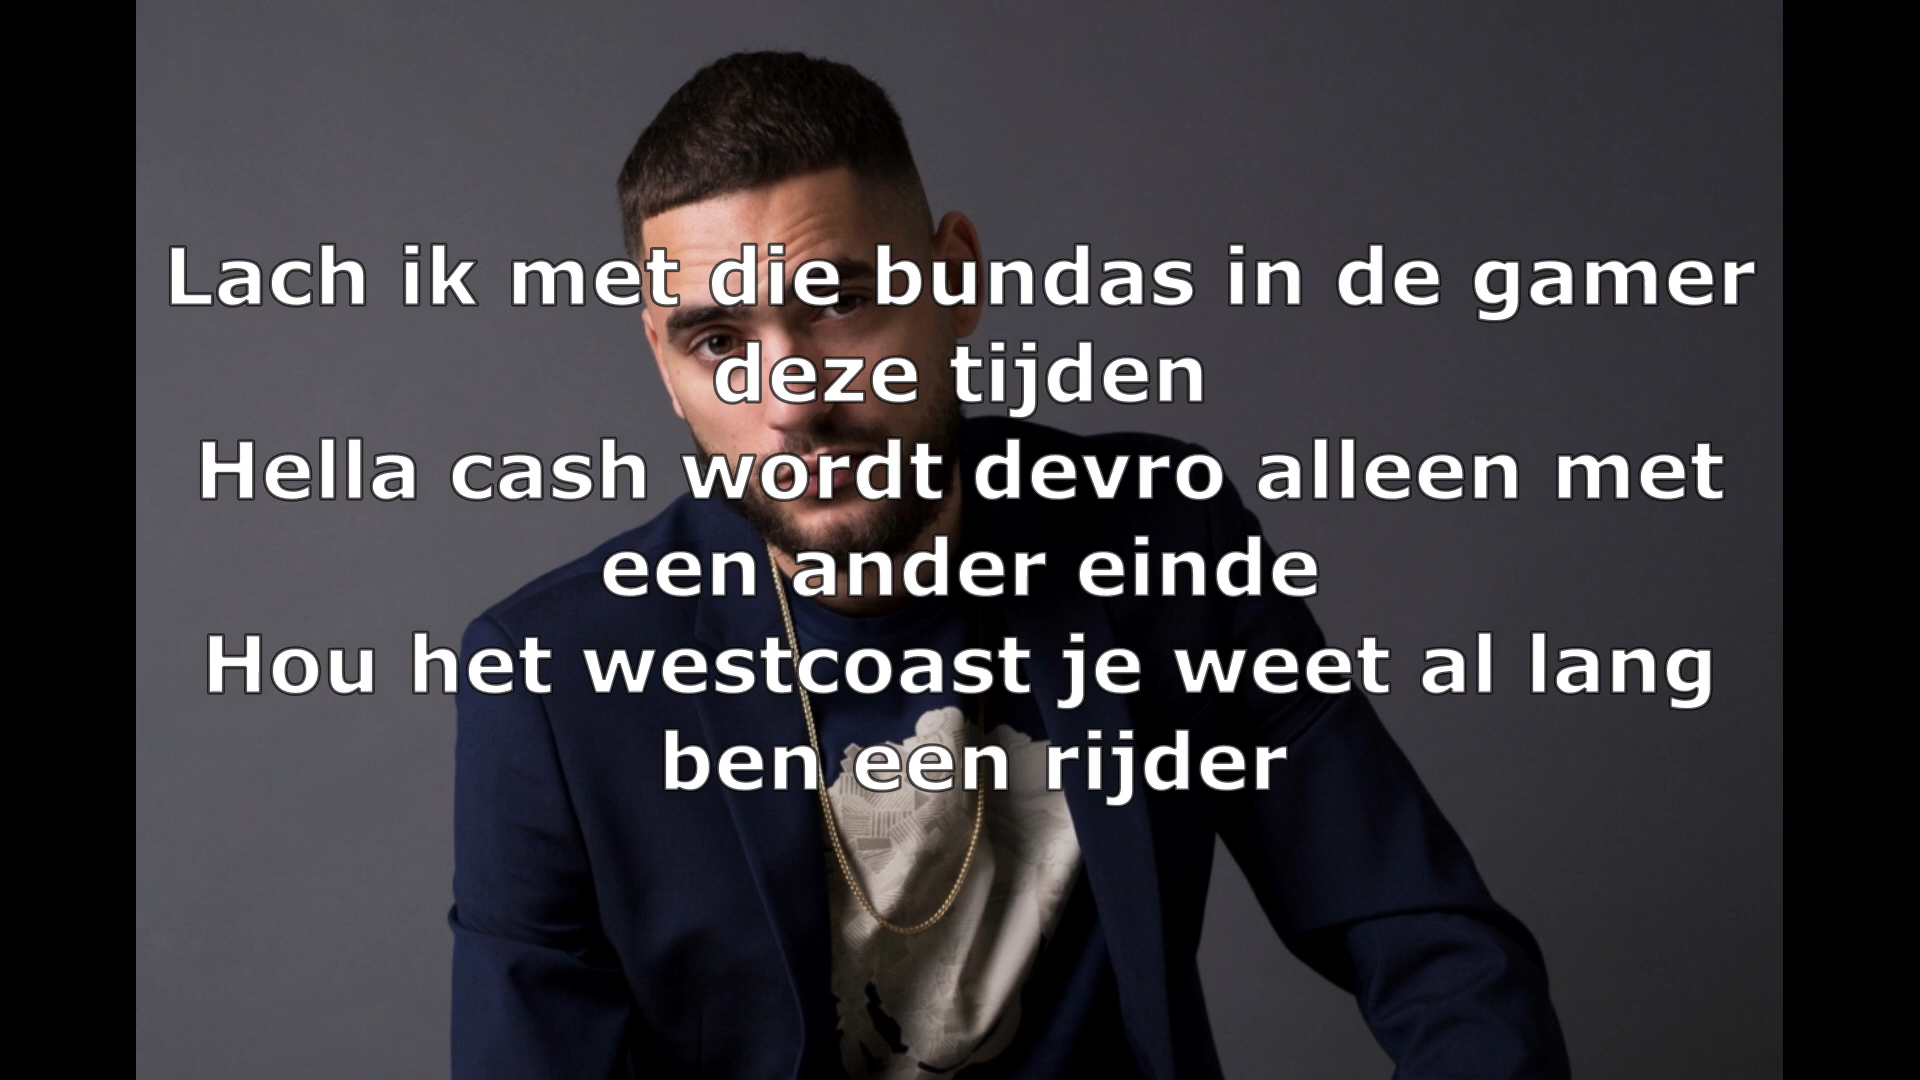 Lach ik met die bundas in de gamer
deze tijden
Hella cash wordt devro alleen met
een ander einde
Hou het westcoast je weet al lang
ben een rijder